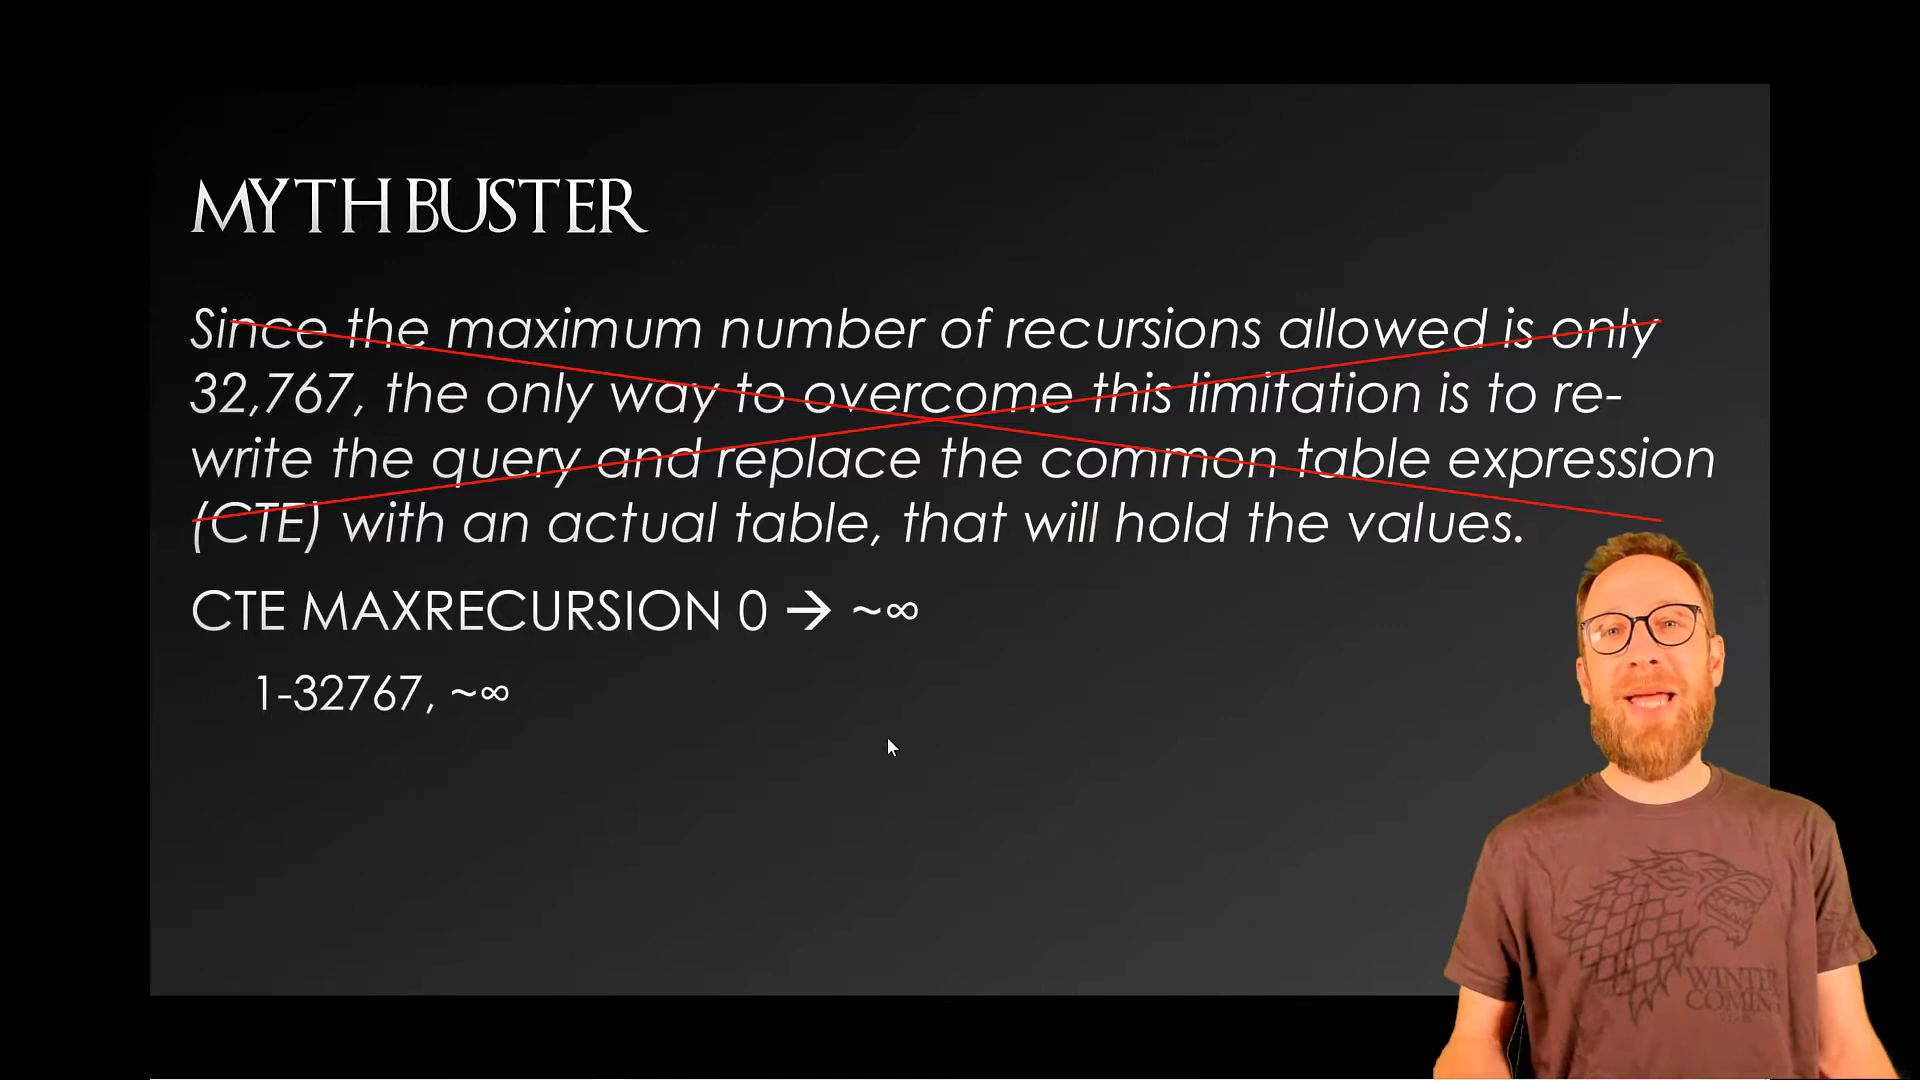 MYTH BUSTER
Since the maximum number of recursions allowed is only
32,767, the only way to overcome this limitation is to re-
write the query and replace the common table expression
(CTE) with an actual table, that will hold the values.
CTE MAXRECURSION 0 → ~∞
1-32767, ~∞
WINTER
COMING